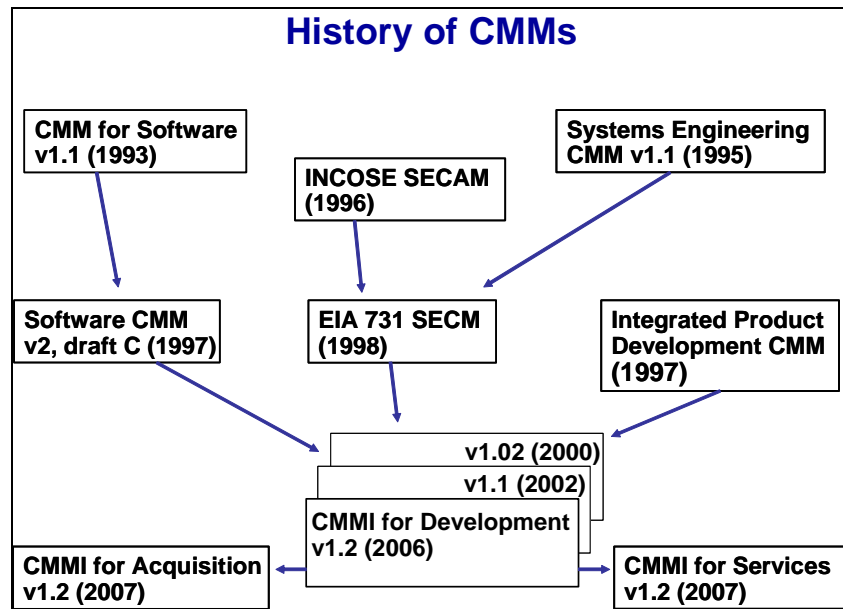 History of CMMs
CMM for Software
v1.1 (1993)
Systems Engineering
CMM v1.1 (1995)
INCOSE SECAM
(1996)
Software CMM
v2, draft C (1997)
EIA 731 SECM
(1998)
Integrated Product
Development CMM
(1997)
v1.02 (2000)
v1.1 (2002)
CMMI for Development
v1.2 (2006)
CMMI for Acquisition
v1.2 (2007)
CMMI for Services
v1.2 (2007)